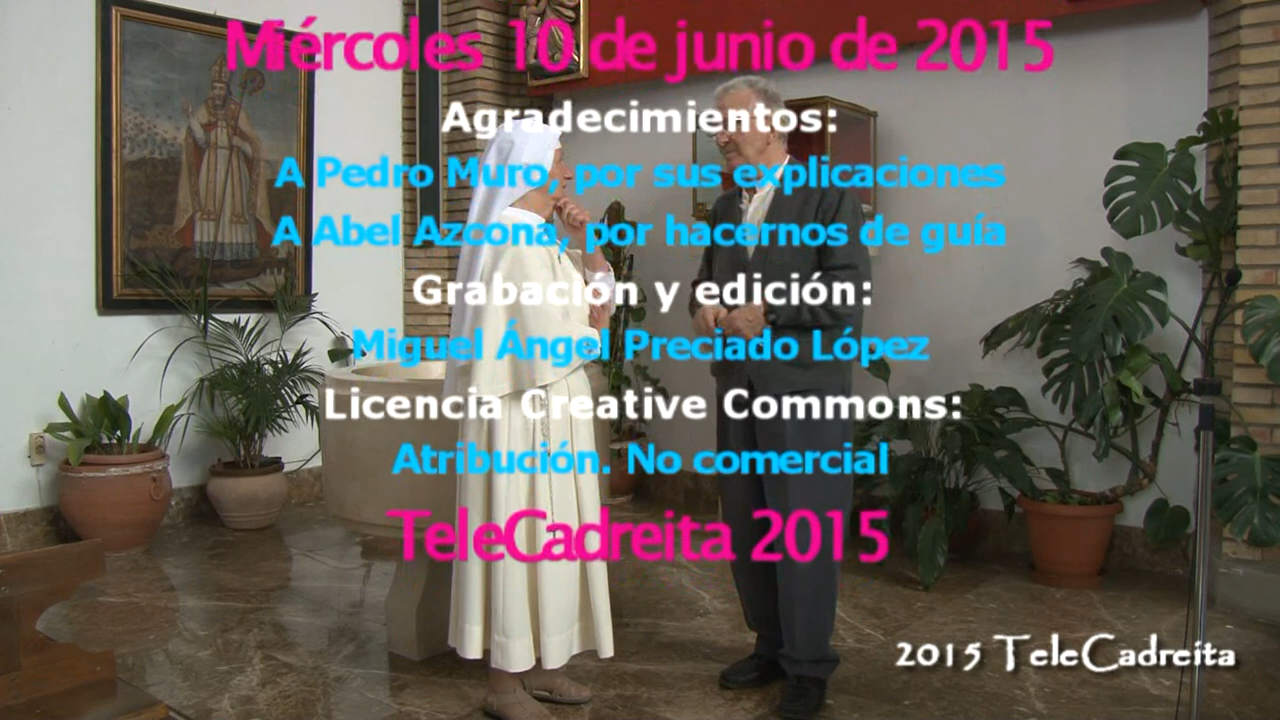 Miércoles 10 de junio de 2015
Agradecimientos:
A Pedro Muro, por sus explicaciones
A Abel Azcona, por hacernos de guía
Grabación y edición:
Miguel Ángel Preciado López
Licencia Creative Commons:
Atribución. No comercial
TeleCadreita 2015
2015 TeleCadreita